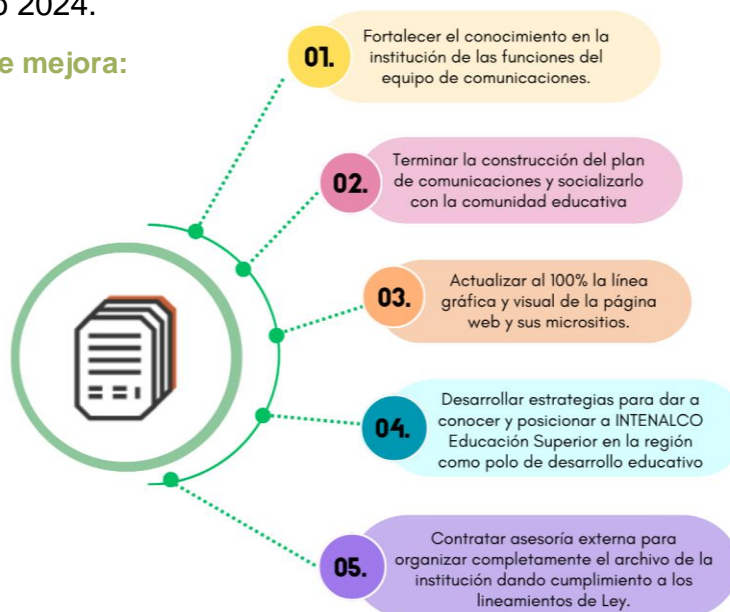 o 2024.
e mejora:
01.
Fortalecer el conocimiento en la
institución de las funciones del
equipo de comunicaciones.
02.
Terminar la construcción del plan
de comunicaciones y socializarlo
con la comunidad educativa
03.
Actualizar al 100% la línea
gráfica y visual de la página
web y sus micrositios.
04.
Desarrollar estrategias para dar a
conocer y posicionar a INTENALCO
Educación Superior en la región
como polo de desarrollo educativo
05.
Contratar asesoría externa para
organizar completamente el archivo de la
institución dando cumplimiento a los
lineamientos de Ley.